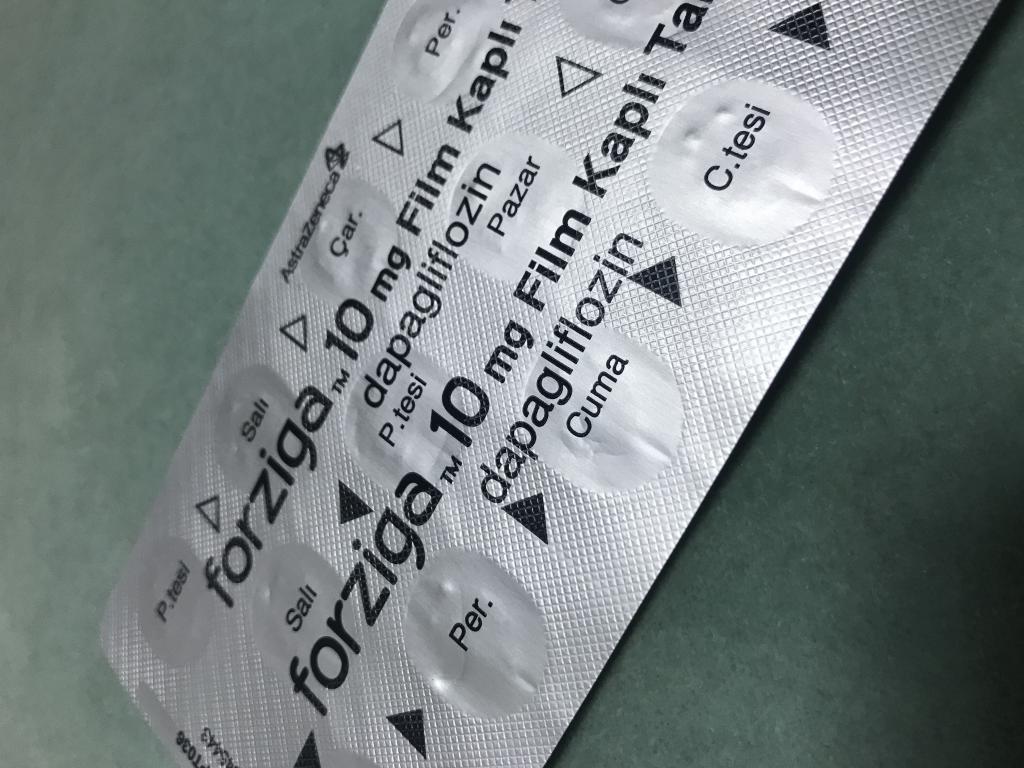 AstraZeneca
Per.
Çar.
Salı
P.tesi
forziga™ 10 mg Film Kaplı
dapagliflozin
Pazar
P.tesi
Salı
forziga™ 10 mg Film Kaplı
dapagliflozin
C.tesi
Cuma
Per.